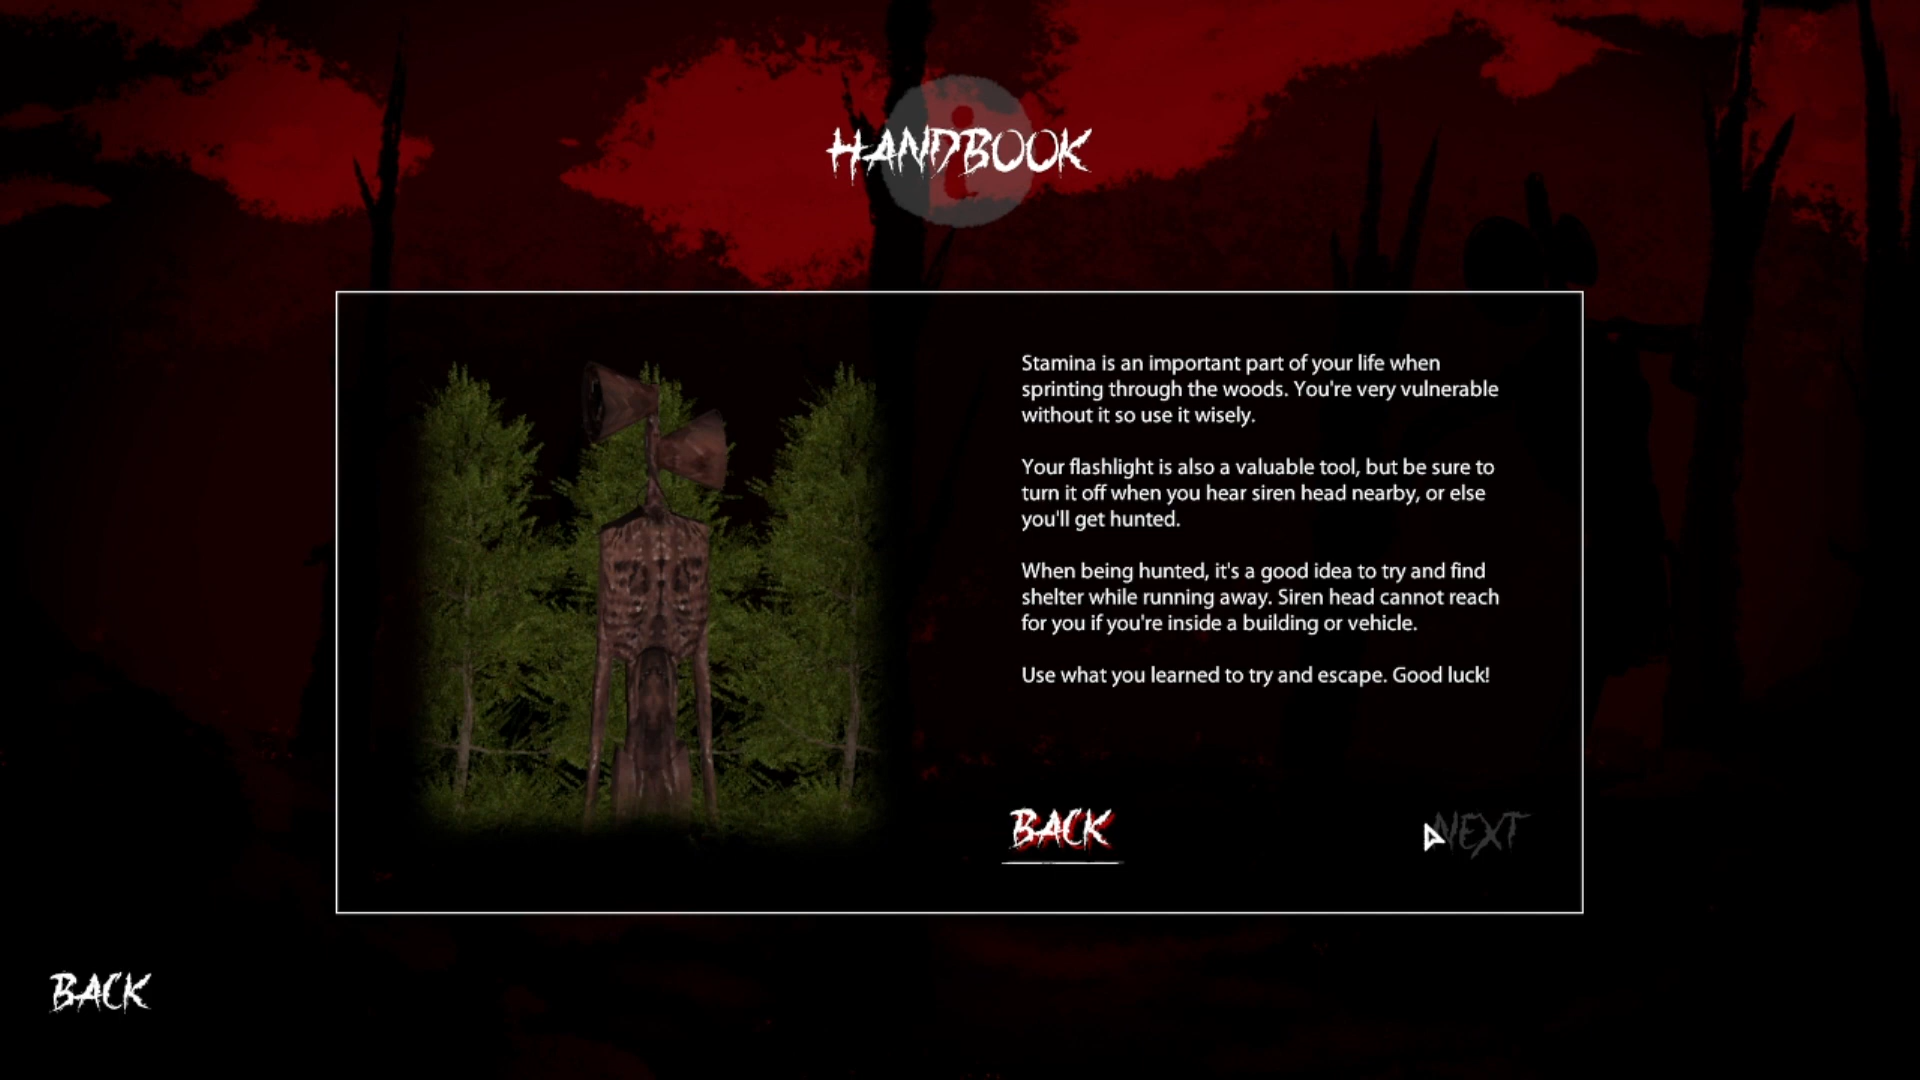 HANDBOOK
Stamina is an important part of your life when
sprinting through the woods. You're very vulnerable
without it so use it wisely.
Your flashlight is also a valuable tool, but be sure to
turn it off when you hear siren head nearby, or else
you'll get hunted.
When being hunted, it's a good idea to try and find
shelter while running away. Siren head cannot reach
for you if you're inside a building or vehicle.
Use what you learned to try and escape. Good luck!
BACK
NEXT
BACK